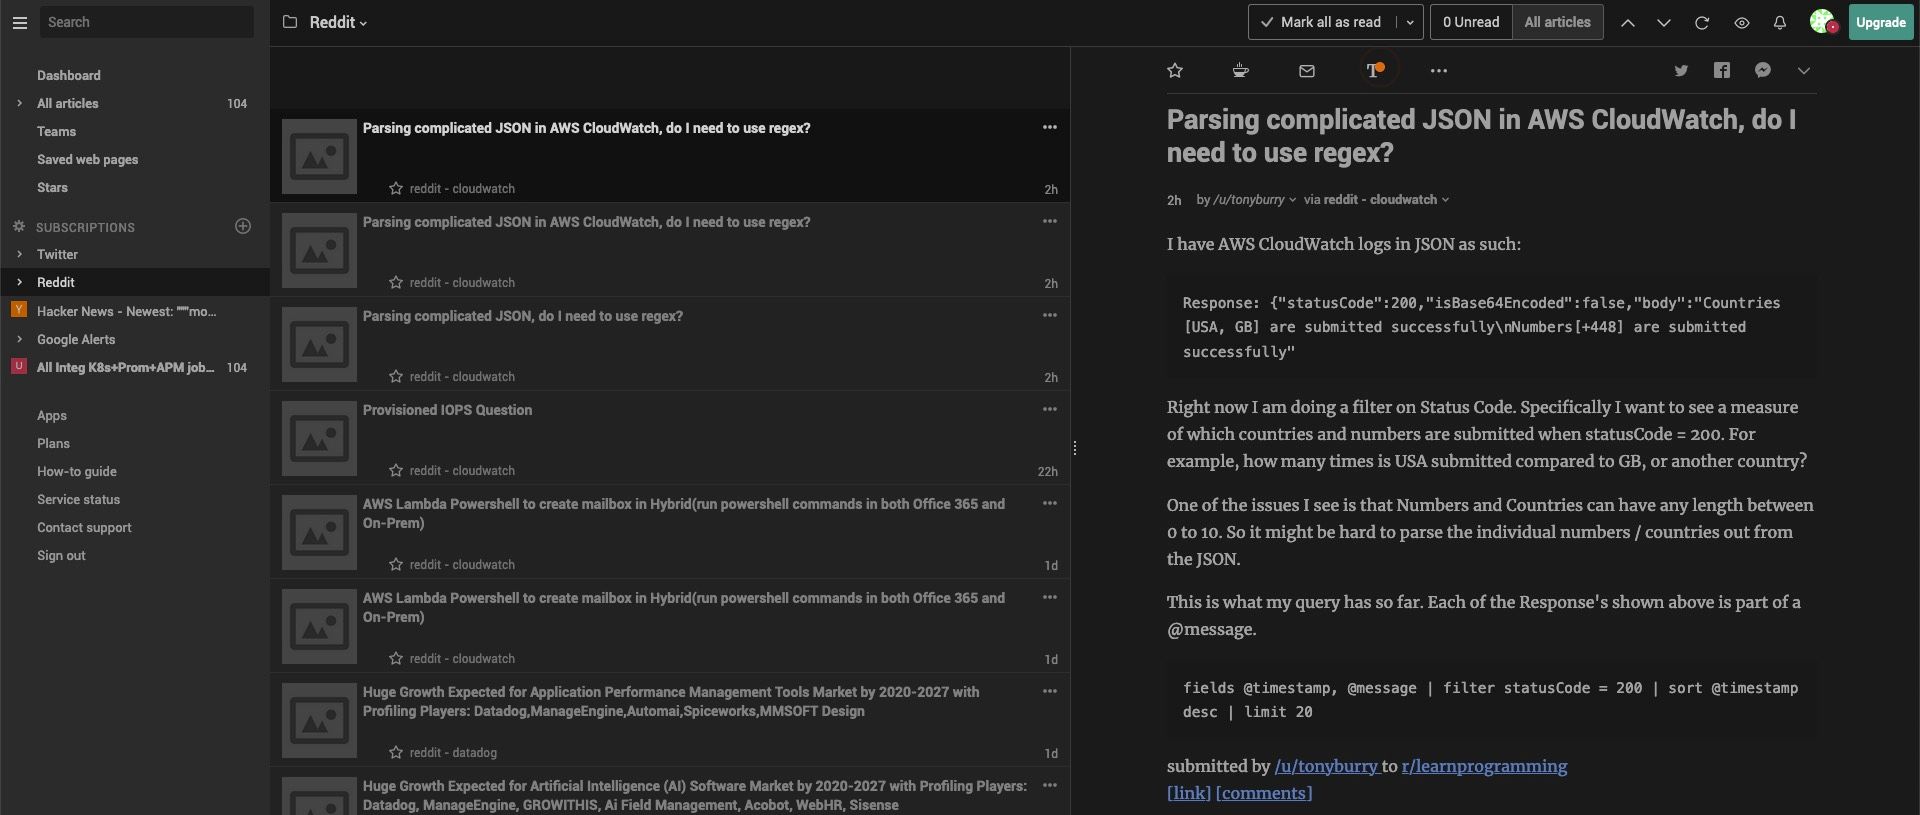 Search
Reddit
Mark all as read
0 Unread
All articles
Upgrade
Dashboard
All articles 104
Teams
Saved web pages
Stars
SUBSCRIPTIONS
Twitter
Reddit
Y Hacker News - Newest: """mo...
Google Alerts
U All Integ K8s+Prom+APM job... 104
Apps
Plans
How-to guide
Service status
Contact support
Sign out
Parsing complicated JSON in AWS CloudWatch, do I need to use regex?
reddit - cloudwatch 2h
Parsing complicated JSON in AWS CloudWatch, do I need to use regex?
reddit - cloudwatch 2h
Parsing complicated JSON, do I need to use regex?
reddit - cloudwatch 2h
Provisioned IOPS Question
reddit - cloudwatch 22h
AWS Lambda Powershell to create mailbox in Hybrid(run powershell commands in both Office 365 and
On-Prem)
reddit - cloudwatch 1d
AWS Lambda Powershell to create mailbox in Hybrid(run powershell commands in both Office 365 and
On-Prem)
reddit - cloudwatch 1d
Huge Growth Expected for Application Performance Management Tools Market by 2020-2027 with
Profiling Players: Datadog,ManageEngine,Automai,Spiceworks,MMSOFT Design
reddit - datadog 1d
Huge Growth Expected for Artificial Intelligence (AI) Software Market by 2020-2027 with Profiling Players:
Datadog, ManageEngine, GROWITHIS, Ai Field Management, Acobot, WebHR, Sisense
T
Parsing complicated JSON in AWS CloudWatch, do I
need to use regex?
2h by /u/tonyburry via reddit - cloudwatch
I have AWS CloudWatch logs in JSON as such:
Response: {"statusCode":200,"isBase64Encoded":false,"body":"Countries
[USA, GB] are submitted successfully\nNumbers[+448] are submitted
successfully"
Right now I am doing a filter on Status Code. Specifically I want to see a measure
of which countries and numbers are submitted when statusCode = 200. For
example, how many times is USA submitted compared to GB, or another country?
One of the issues I see is that Numbers and Countries can have any length between
0 to 10. So it might be hard to parse the individual numbers / countries out from
the JSON.
This is what my query has so far. Each of the Response's shown above is part of a
@message.
fields @timestamp, @message | filter statusCode = 200 | sort @timestamp
desc | limit 20
submitted by /u/tonyburry to r/learnprogramming
[link] [comments]